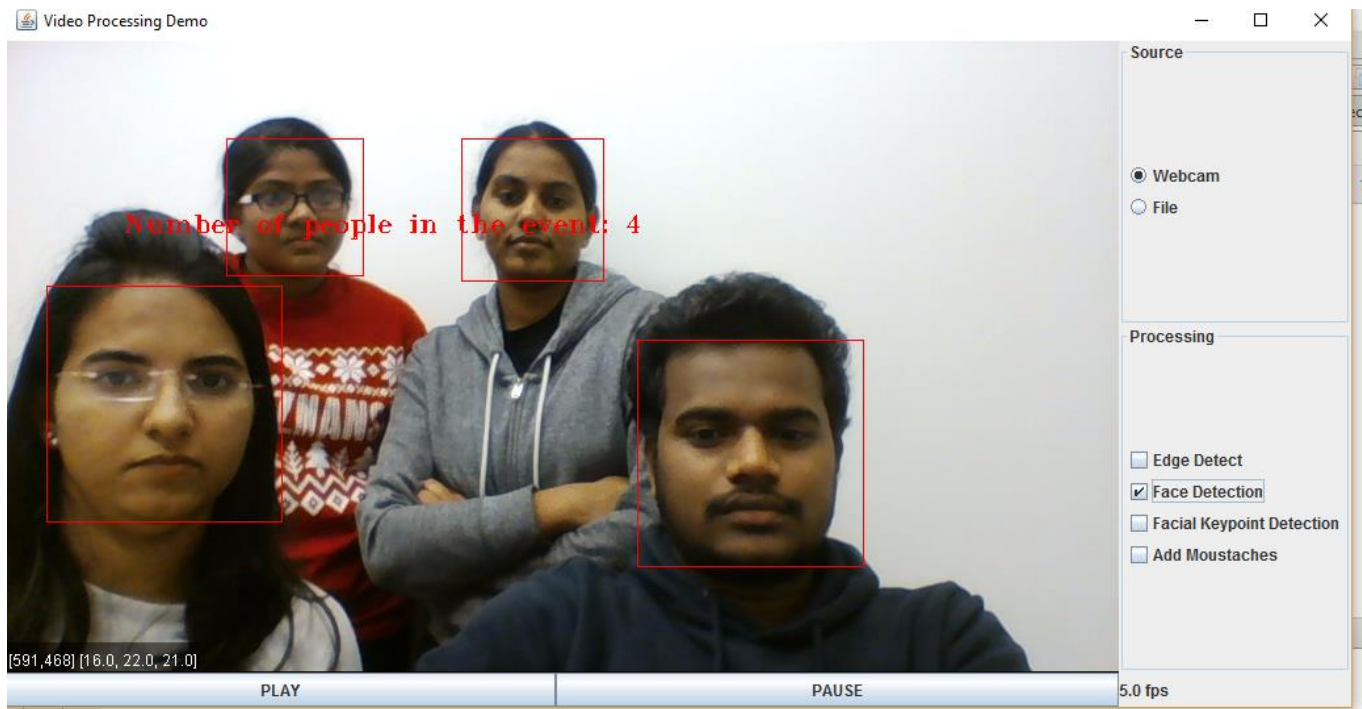 Video Processing Demo
Source
Webcam
File
Number of people in the event: 4
Processing
Edge Detect
Face Detection
Facial Keypoint Detection
Add Moustaches
[591,468] [16.0, 22.0, 21.0]
PLAY
PAUSE
5.0 fps